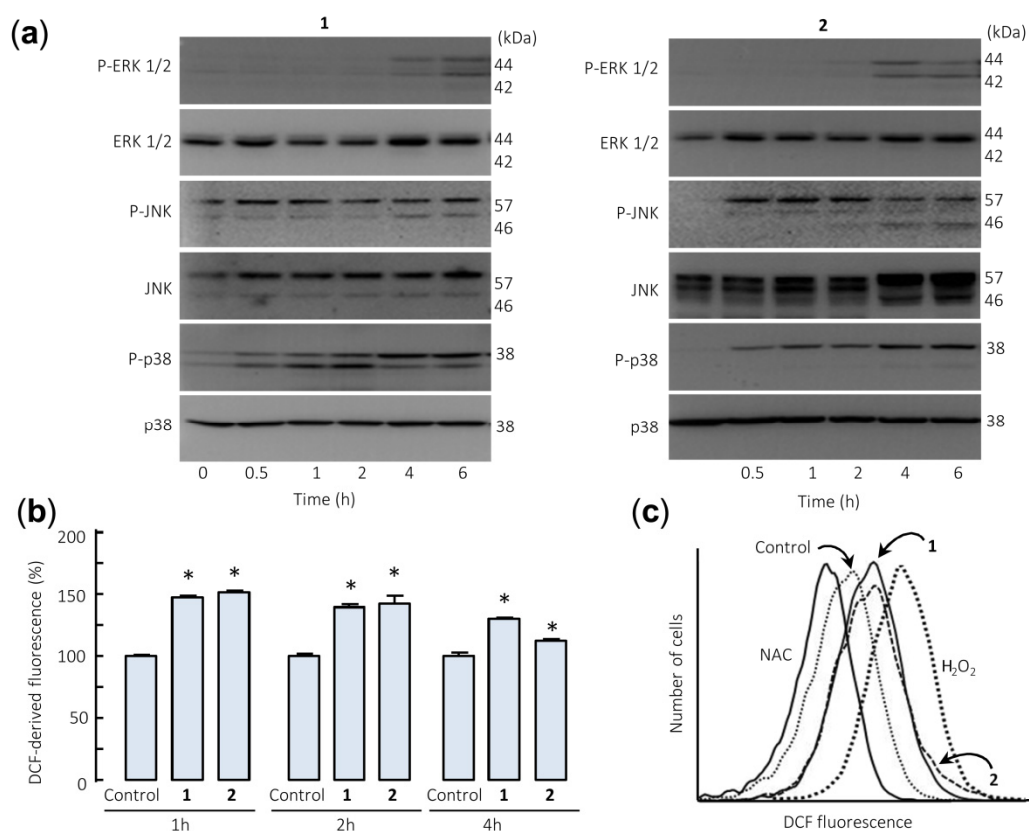 (a)
1
(kDa)
P-ERK 1/2
44
42
ERK 1/2
44
42
P-JNK
57
46
JNK
57
46
P-p38
38
p38
38
0 0.5 1 2 4 6
Time (h)
2
(kDa)
P-ERK 1/2
44
42
ERK 1/2
44
42
P-JNK
57
46
JNK
57
46
P-p38
38
p38
38
0.5 1 2 4 6
Time (h)
(b)
DCF-derived fluorescence (%)
200
150
100
50
0
* * * * * *
Control 1 2 Control 1 2 Control 1 2
1h 2h 4h
(c)
Number of cells
Control
1
NAC
H₂O₂
2
DCF fluorescence